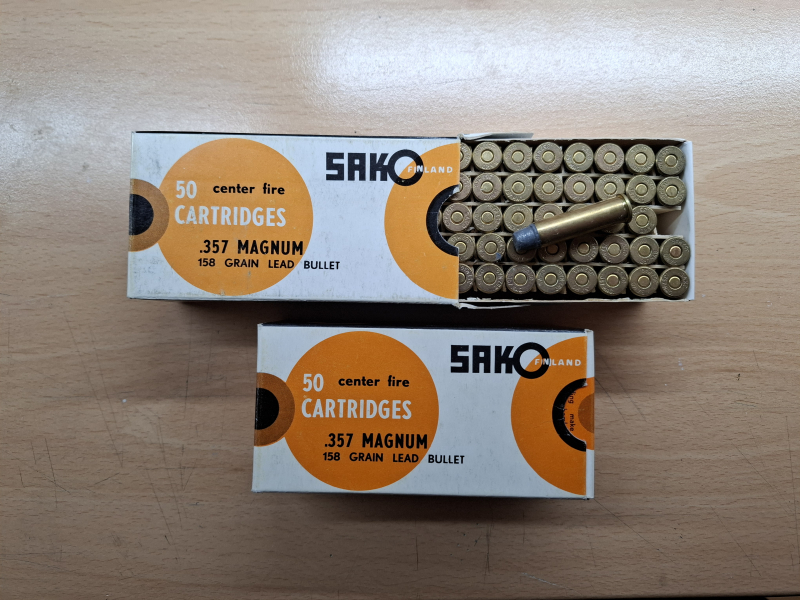 SAKO
FINLAND
50 center fire
CARTRIDGES
.357 MAGNUM
158 GRAIN LEAD BULLET
SAKO
FINLAND
50 center fire
CARTRIDGES
.357 MAGNUM
158 GRAIN LEAD BULLET
make